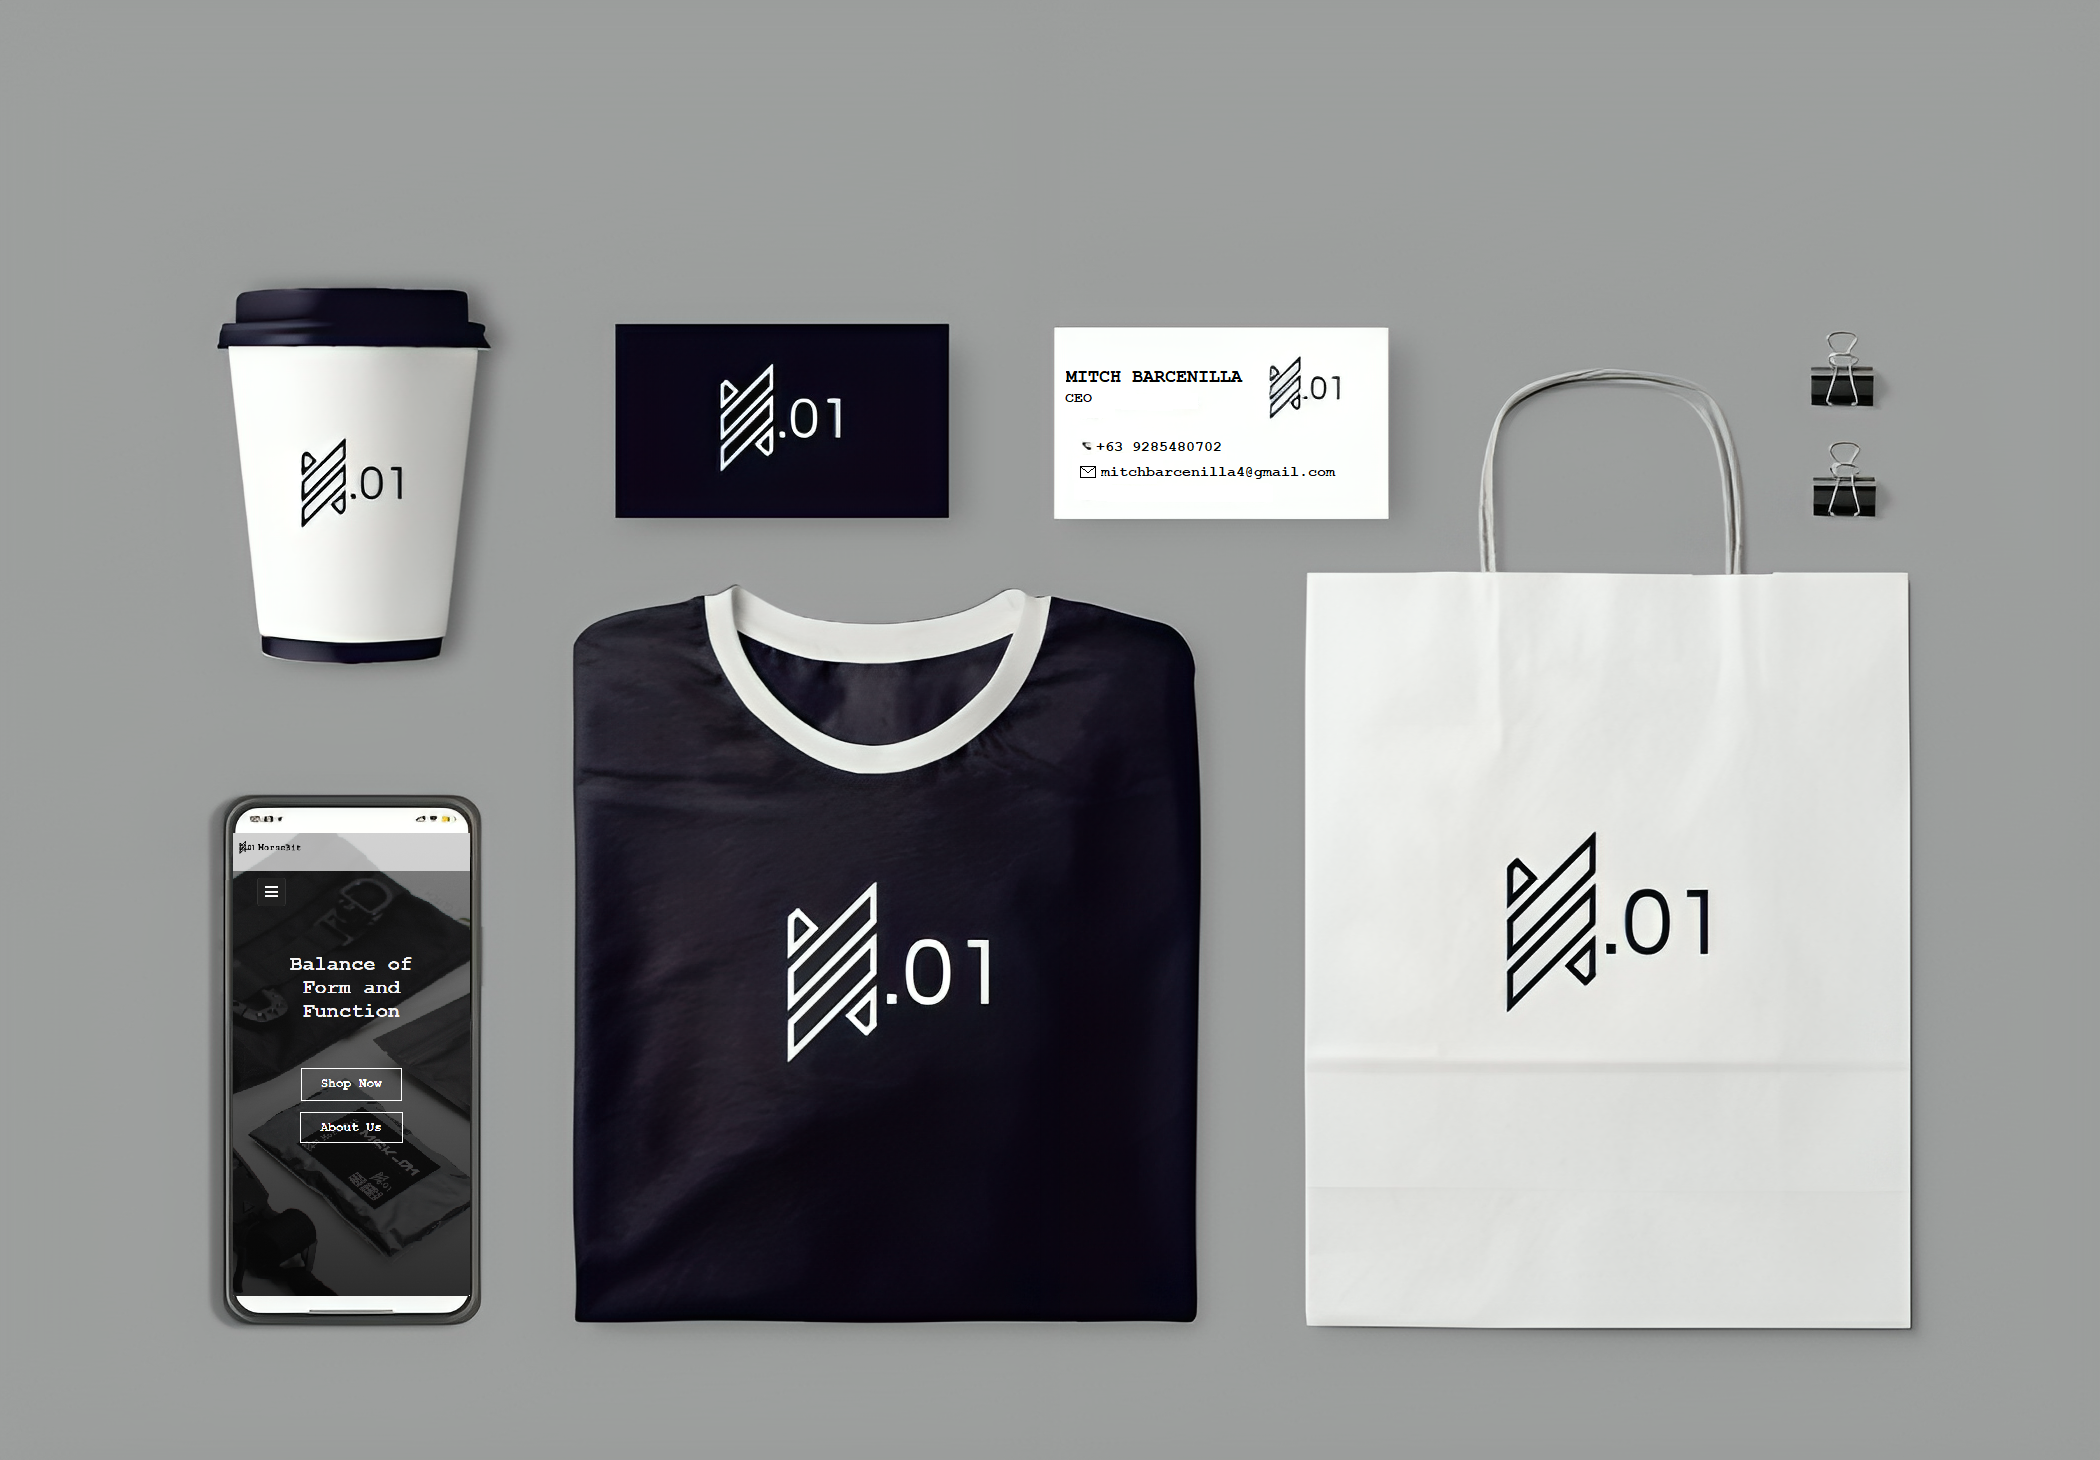 .01
.01
MITCH BARCENILLA
CEO
.01
+63 9285480702
mitchbarcenilla4@gmail.com
.01
.01
.01
Balance of
Form and
Function
Shop Now
About Us